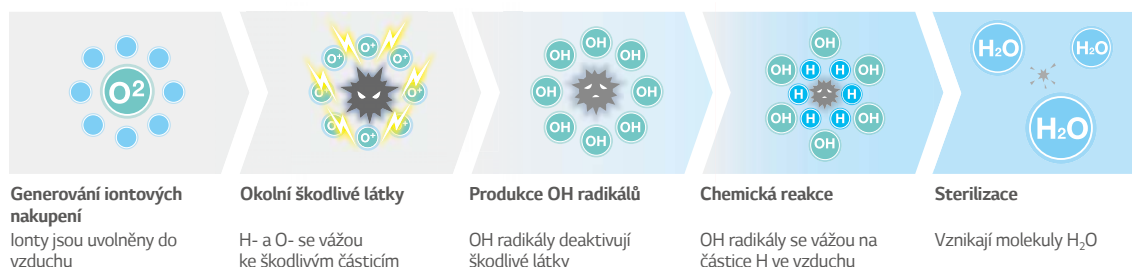 O²
O⁺ O⁺ O⁺ O⁺ O⁺ O⁺ O⁺ O⁺
OH OH OH OH OH OH OH OH
OH OH OH OH OH OH
H H H H H H
H₂O
H₂O
H₂O
Generování iontových
nakupení
Ionty jsou uvolněny do
vzduchu
Okolní škodlivé látky
H- a O- se vážou
ke škodlivým částicím
Produkce OH radikálů
OH radikály deaktivují
škodlivé látky
Chemická reakce
OH radikály se vážou na
částice H ve vzduchu
Sterilizace
Vznikají molekuly H₂O